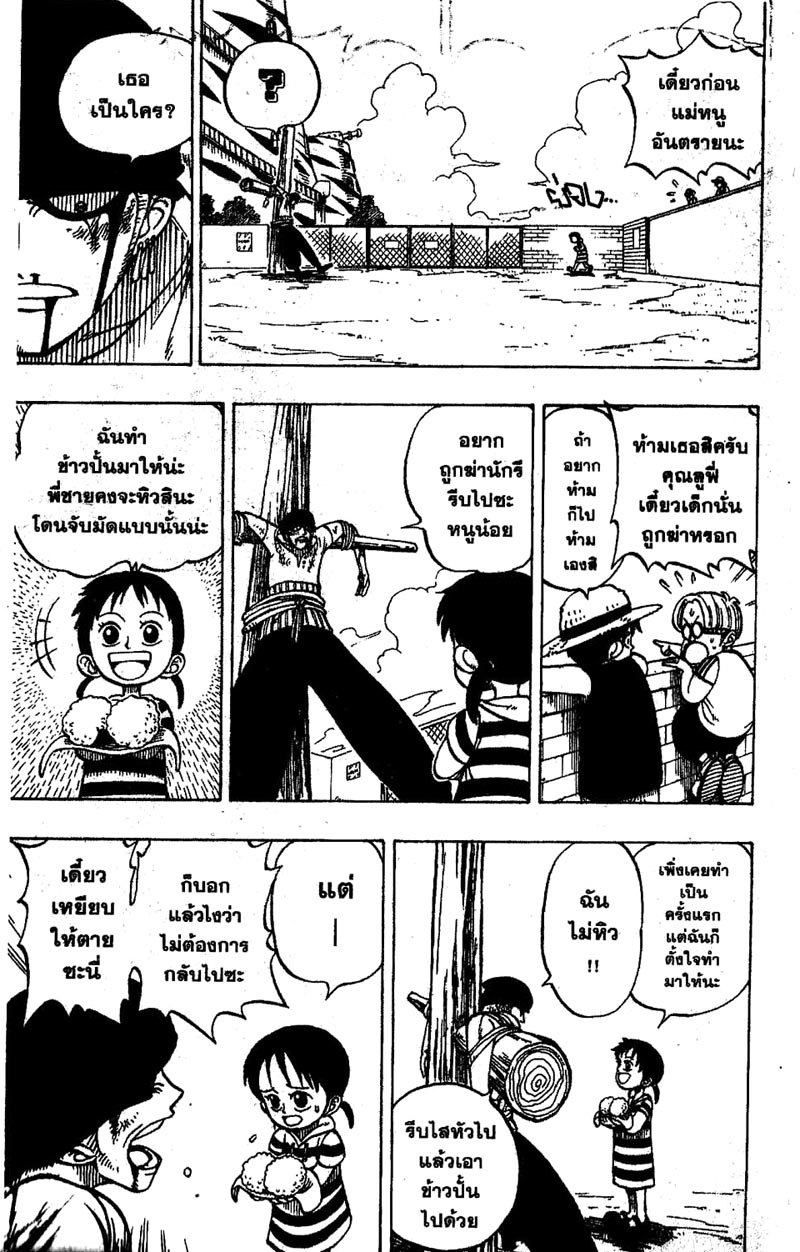 เดี๋ยวก่อน
แม่หนู
อันตรายนะ
?
เธอ
เป็นใคร?
ห้ามเธอสิครับ
คุณลูฟี่
เดี๋ยวเด็กนั่น
ถูกฆ่าหรอก
ถ้า
อยาก
ห้าม
ก็ไป
ห้าม
เองสิ
อยาก
ถูกฆ่านักรึ
รีบไปซะ
หนูน้อย
ฉันทำ
ข้าวปั้นมาให้น่ะ
พี่ชายคงจะหิวสินะ
โดนจับมัดแบบนั้นน่ะ
เพิ่งเคยทำ
เป็น
ครั้งแรก
แต่ฉันก็
ตั้งใจทำ
มาให้นะ
ฉัน
ไม่หิว
!!
รีบไสหัวไป
แล้วเอา
ข้าวปั้น
ไปด้วย
แต่
—
ก็บอก
แล้วไงว่า
ไม่ต้องการ
กลับไปซะ
เดี๋ยว
เหยียบ
ให้ตาย
ซะนี่